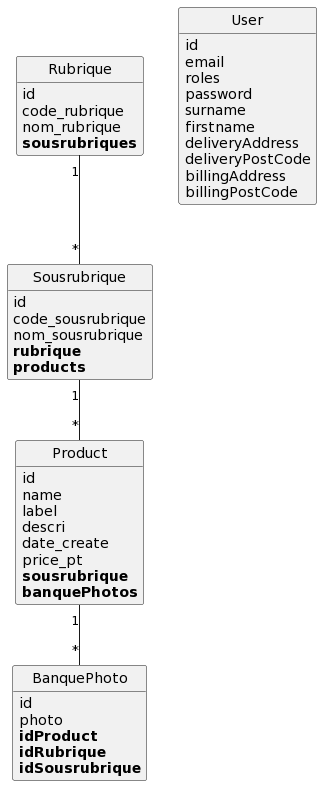 Rubrique
id
code_rubrique
nom_rubrique
sousrubriques
1
*
Sousrubrique
id
code_sousrubrique
nom_sousrubrique
rubrique
products
1
*
Product
id
name
label
descri
date_create
price_pt
sousrubrique
banquePhotos
1
*
BanquePhoto
id
photo
idProduct
idRubrique
idSousrubrique
User
id
email
roles
password
surname
firstname
deliveryAddress
deliveryPostCode
billingAddress
billingPostCode